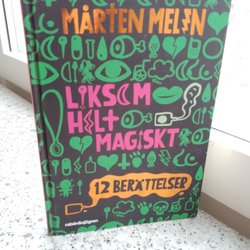 MÅRTEN MELIN
LIKSOM
HELT
MAGISKT
12 BERÄTTELSER
rabén&sjögren